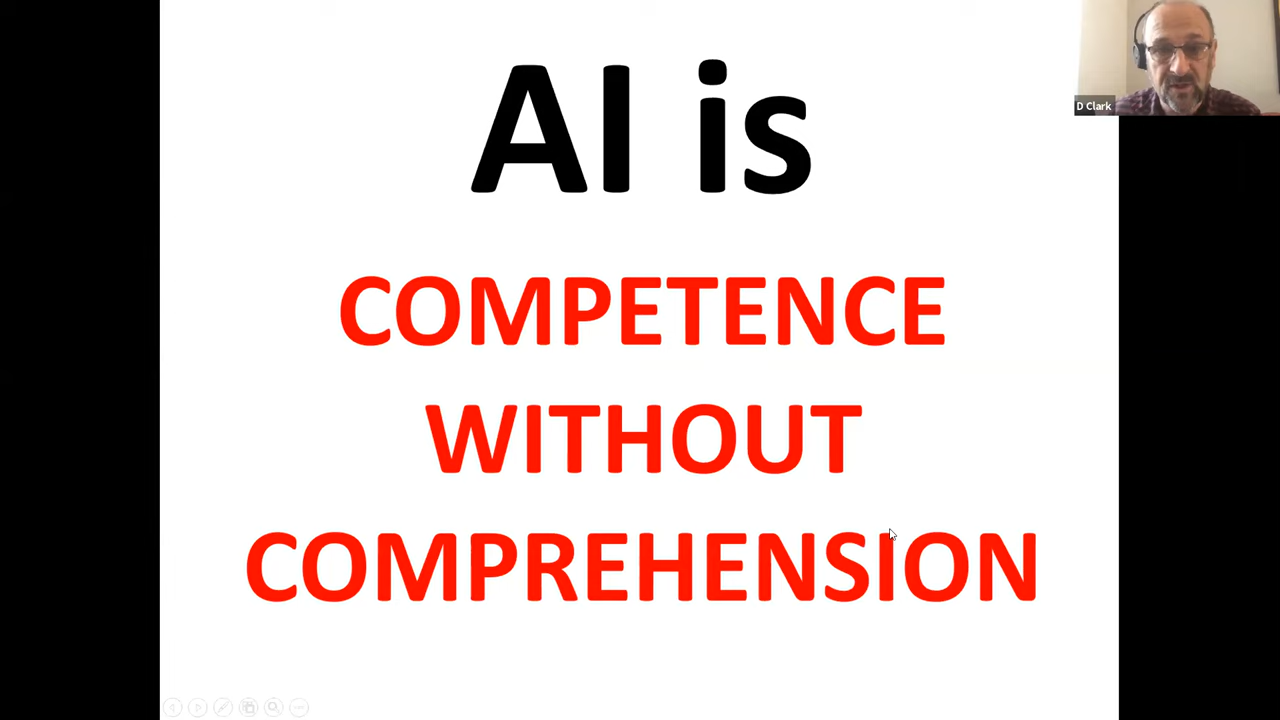 AI is
D Clark
COMPETENCE
WITHOUT
COMPREHENSION